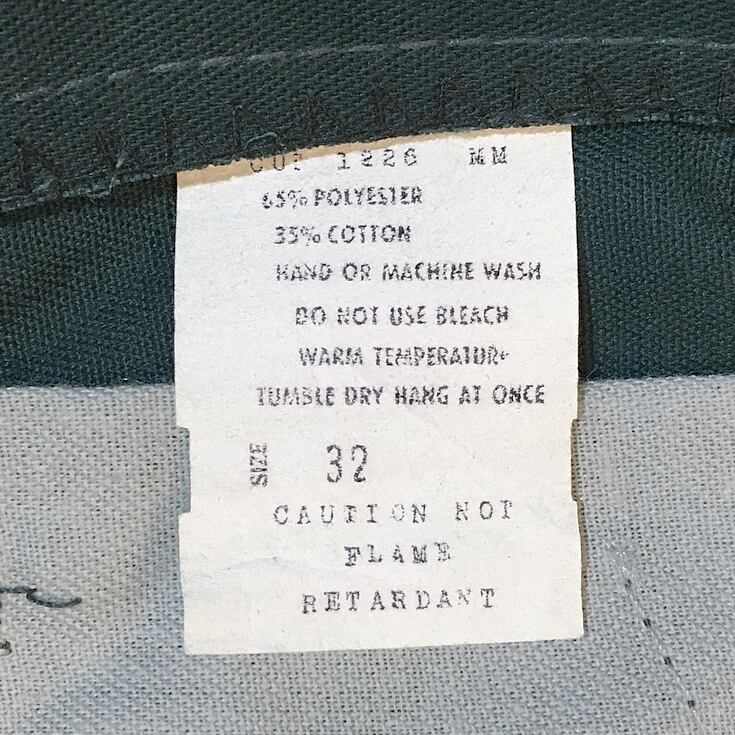 CUT 1226 MM
65% POLYESTER
35% COTTON
HAND OR MACHINE WASH
DO NOT USE BLEACH
WARM TEMPERATURE
TUMBLE DRY HANG AT ONCE
SIZE 32
CAUTION NOT
FLAME
RETARDANT